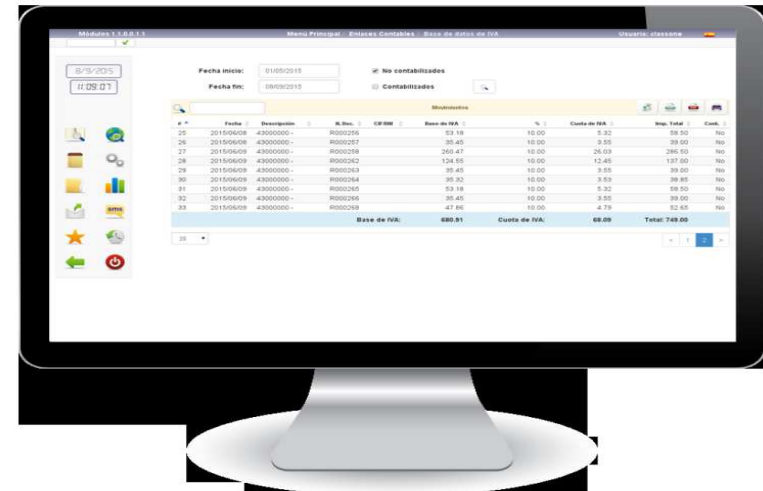 Módulos 1.1.0.0.1.1 Menú Principal Enlaces Contables Base de datos de IVA Usuario: classone
8/9/2015
11:09:07
Fecha inicio: 01/05/2015 No contabilizados
Fecha fin: 08/09/2015 Contabilizados
Movimientos
# Fecha Descripción N. Doc. CIF/DNI Base de IVA % Cuota de IVA Imp. Total Cont.
25 2015/06/08 43000000 - R000256 53.18 10.00 5.32 58.50 No
26 2015/06/08 43000000 - R000257 35.45 10.00 3.55 39.00 No
27 2015/06/09 43000000 - R000258 260.47 10.00 26.03 286.50 No
28 2015/06/09 43000000 - R000262 124.55 10.00 12.45 137.00 No
29 2015/06/09 43000000 - R000263 35.45 10.00 3.55 39.00 No
30 2015/06/09 43000000 - R000264 35.32 10.00 3.53 38.85 No
31 2015/06/09 43000000 - R000265 53.18 10.00 5.32 58.50 No
32 2015/06/09 43000000 - R000266 35.45 10.00 3.55 39.00 No
33 2015/06/09 43000000 - R000268 47.86 10.00 4.79 52.65 No
Base de IVA: 680.91 Cuota de IVA: 68.09 Total: 749.00
25 « 1 2 »
SMS